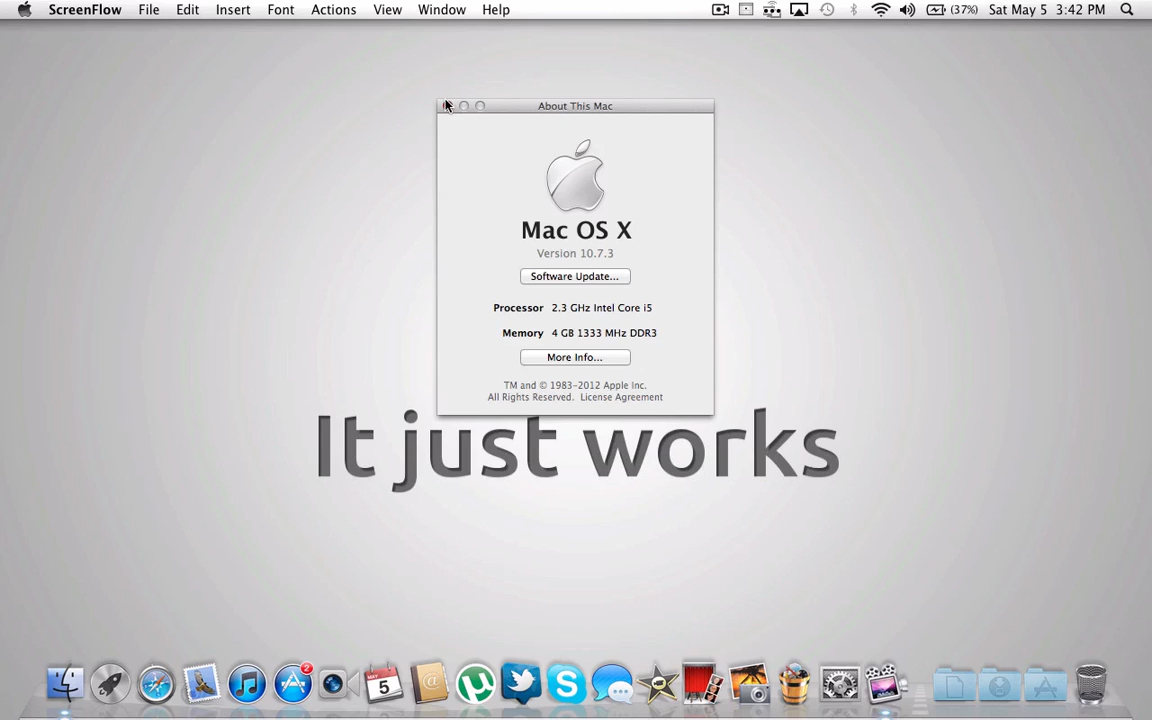 ScreenFlow File Edit Insert Font Actions View Window Help (37%) Sat May 5 3:42 PM
About This Mac
Mac OS X
Version 10.7.3
Software Update...
Processor 2.3 GHz Intel Core i5
Memory 4 GB 1333 MHz DDR3
More Info...
TM and © 1983-2012 Apple Inc.
All Rights Reserved. License Agreement
It just works
2
5